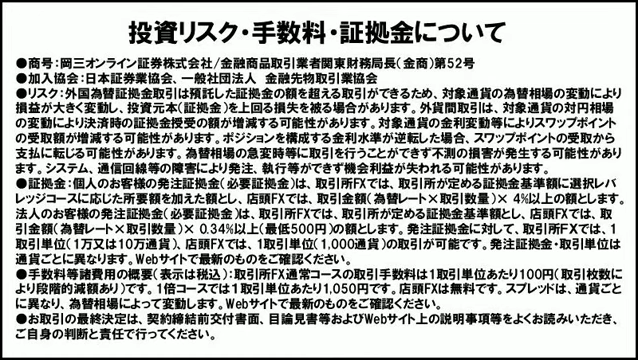 投資リスク・手数料・証拠金について
●商号：岡三オンライン証券株式会社/金融商品取引業者関東財務局長（金商）第52号
●加入協会：日本証券業協会、一般社団法人 金融先物取引業協会
●リスク：外国為替証拠金取引は預託した証拠金の額を超える取引ができるため、対象通貨の為替相場の変動により
損益が大きく変動し、投資元本（証拠金）を上回る損失を被る場合があります。外貨間取引は、対象通貨の対円相場
の変動により決済時の証拠金授受の額が増減する可能性があります。対象通貨の金利変動等によりスワップポイント
の受取額が増減する可能性があります。ポジションを構成する金利水準が逆転した場合、スワップポイントの受取から
支払に転じる可能性があります。為替相場の急変時等に取引を行うことができず不測の損害が発生する可能性があり
ます。システム、通信回線等の障害により発注、執行等ができず機会利益が失われる可能性があります。
●証拠金：個人のお客様の発注証拠金（必要証拠金）は、取引所FXでは、取引所が定める証拠金基準額に選択レバ
レッジコースに応じた所要額を加えた額とし、店頭FXでは、取引金額（為替レート×取引数量）× 4%以上の額とします。
法人のお客様の発注証拠金（必要証拠金）は、取引所FXでは、取引所が定める証拠金基準額とし、店頭FXでは、取
引金額（為替レート×取引数量）× 0.34%以上（最低500円）の額とします。発注証拠金に対して、取引所FXでは、1
取引単位（1万又は10万通貨）、店頭FXでは、1取引単位（1,000通貨）の取引が可能です。発注証拠金・取引単位は
通貨ごとに異なります。Webサイトで最新のものをご確認ください。
●手数料等諸費用の概要（表示は税込）：取引所FX通常コースの取引手数料は1取引単位あたり100円（取引枚数に
より段階的減額あり）です。1倍コースでは1取引単位あたり1,050円です。店頭FXは無料です。スプレッドは、通貨ごと
に異なり、為替相場によって変動します。Webサイトで最新のものをご確認ください。
●お取引の最終決定は、契約締結前交付書面、目論見書等およびWebサイト上の説明事項等をよくお読みいただき、
ご自身の判断と責任で行ってください。